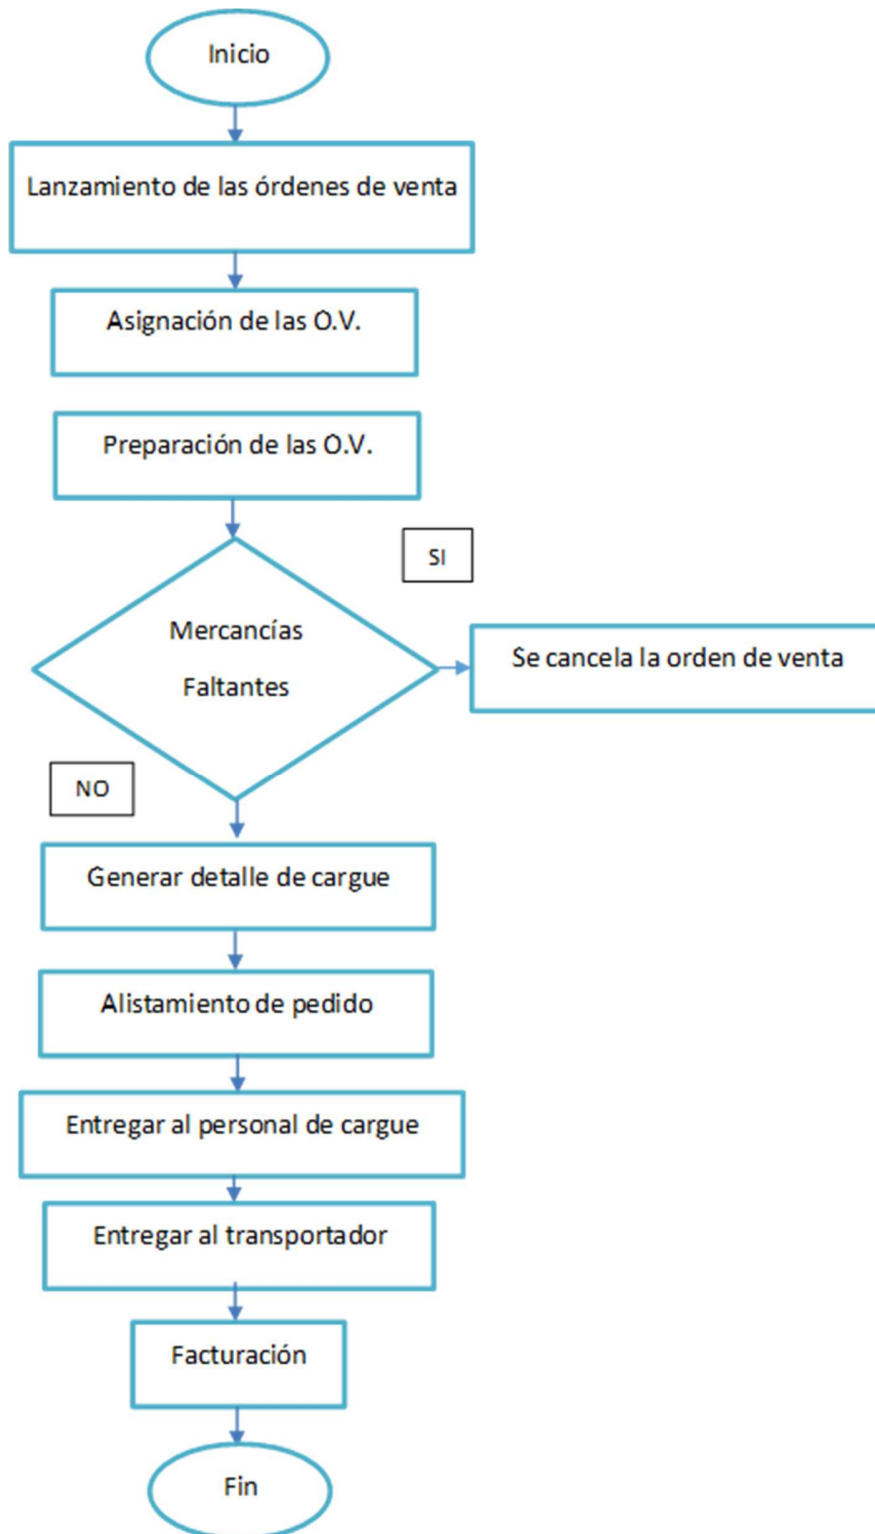 Inicio
Lanzamiento de las órdenes de venta
Asignación de las O.V.
Preparación de las O.V.
SI
Mercancías
Faltantes
Se cancela la orden de venta
NO
Generar detalle de cargue
Alistamiento de pedido
Entregar al personal de cargue
Entregar al transportador
Facturación
Fin